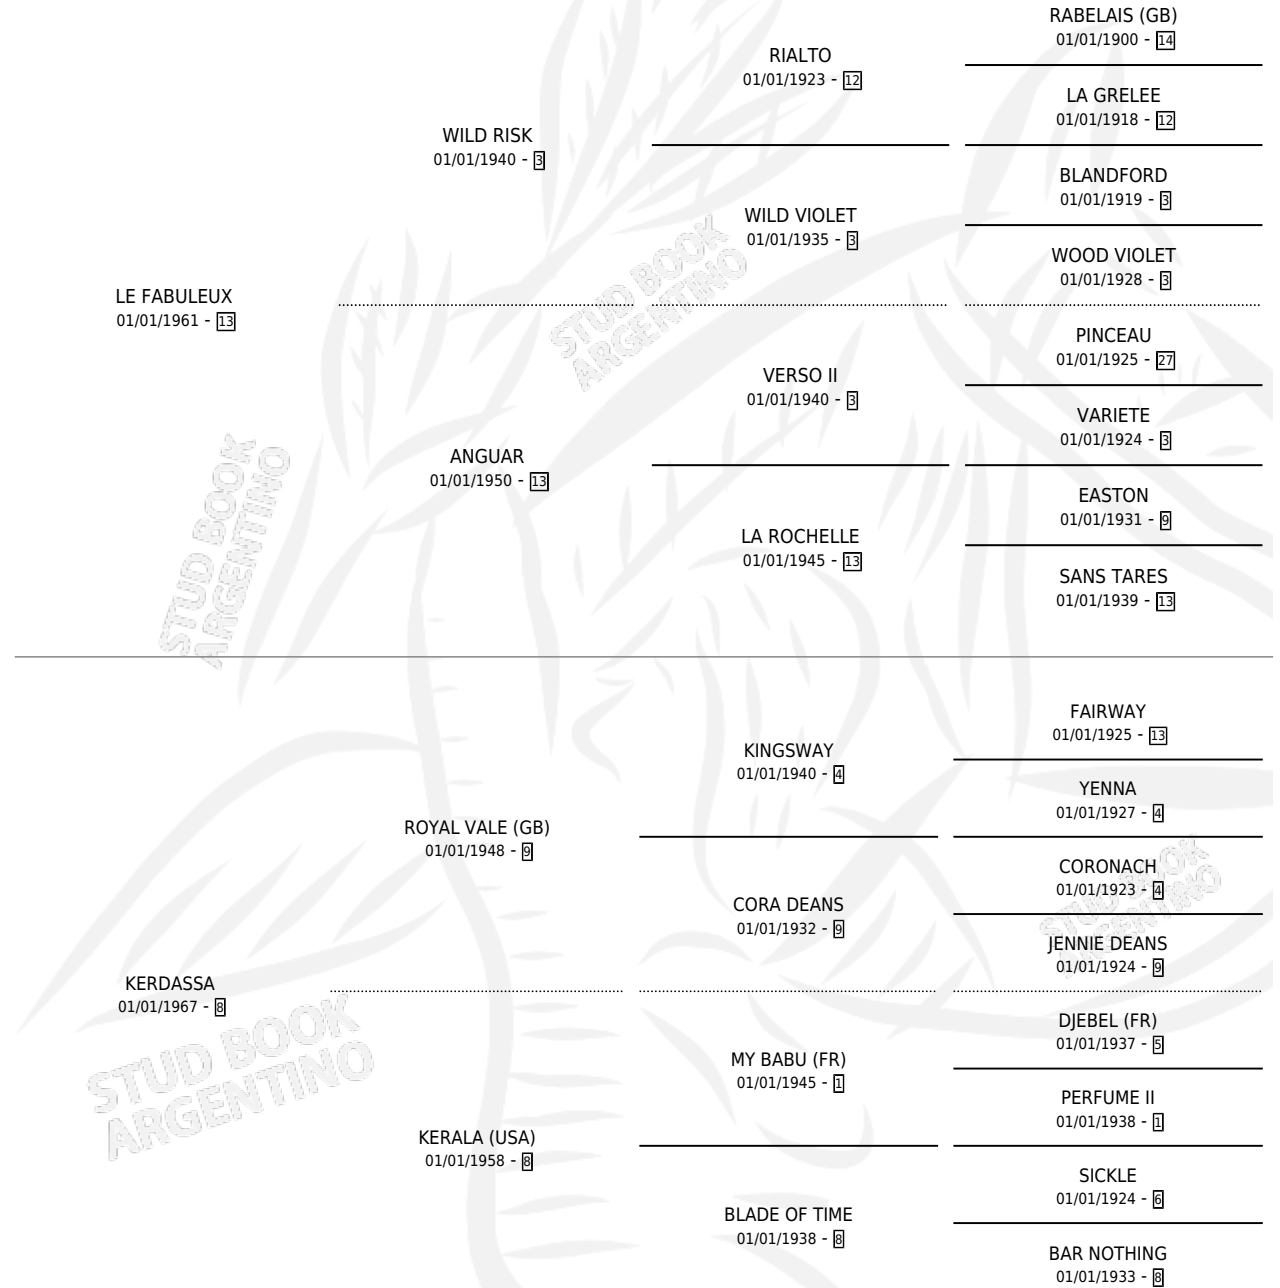 RABELAIS (GB)
01/01/1900 - 14
RIALTO
01/01/1923 - 12
LA GRELEE
01/01/1918 - 12
WILD RISK
01/01/1940 - 3
BLANDFORD
01/01/1919 - 3
WILD VIOLET
01/01/1935 - 3
WOOD VIOLET
01/01/1928 - 3
LE FABULEUX
01/01/1961 - 13
PINCEAU
01/01/1925 - 27
VERSO II
01/01/1940 - 3
VARIETE
01/01/1924 - 3
ANGUAR
01/01/1950 - 13
EASTON
01/01/1931 - 9
LA ROCHELLE
01/01/1945 - 13
SANS TARES
01/01/1939 - 13
FAIRWAY
01/01/1925 - 13
KINGSWAY
01/01/1940 - 4
YENNA
01/01/1927 - 4
ROYAL VALE (GB)
01/01/1948 - 9
CORONACH
01/01/1923 - 4
CORA DEANS
01/01/1932 - 9
JENNIE DEANS
01/01/1924 - 9
KERDASSA
01/01/1967 - 8
DJEBEL (FR)
01/01/1937 - 5
MY BABU (FR)
01/01/1945 - 1
PERFUME II
01/01/1938 - 1
KERALA (USA)
01/01/1958 - 8
SICKLE
01/01/1924 - 6
BLADE OF TIME
01/01/1938 - 8
BAR NOTHING
01/01/1933 - 8
STUD BOOK
ARGENTINO
STUD BOOK
ARGENTINO
STUD BOOK
ARGENTINO
STUD BOOK
ARGENTINO